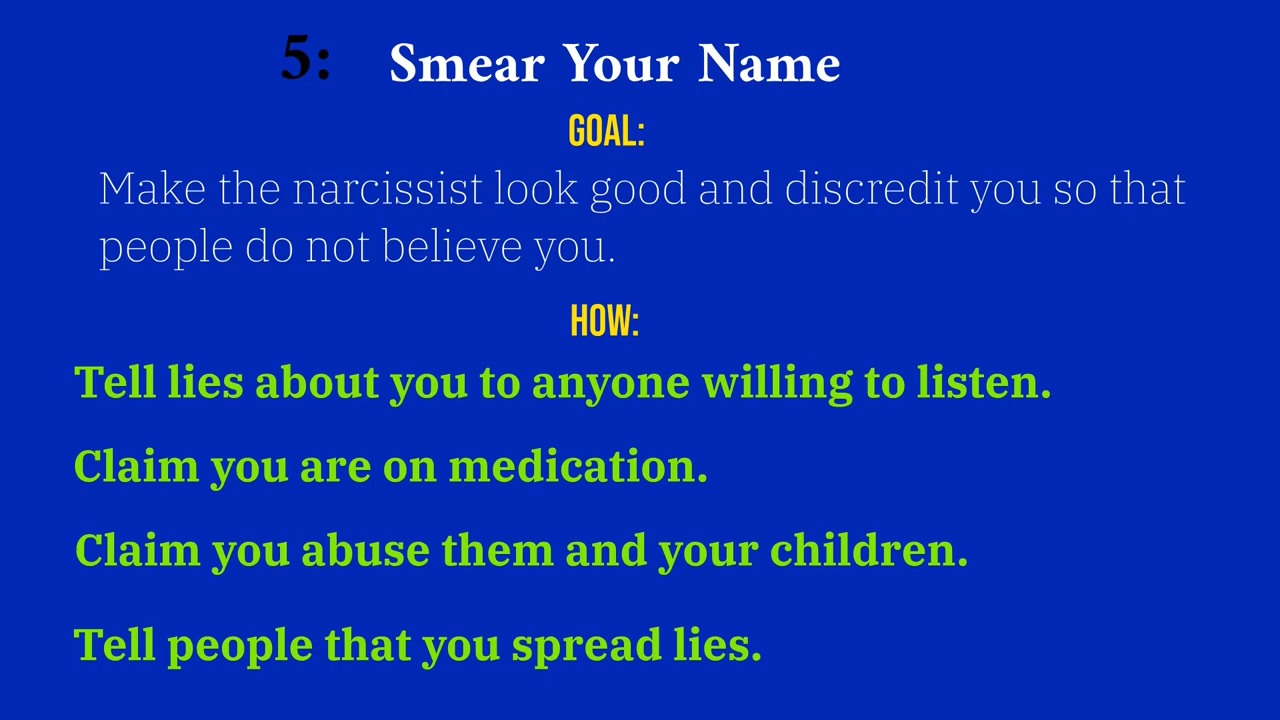 5: Smear Your Name
GOAL:
Make the narcissist look good and discredit you so that
people do not believe you.
HOW:
Tell lies about you to anyone willing to listen.
Claim you are on medication.
Claim you abuse them and your children.
Tell people that you spread lies.